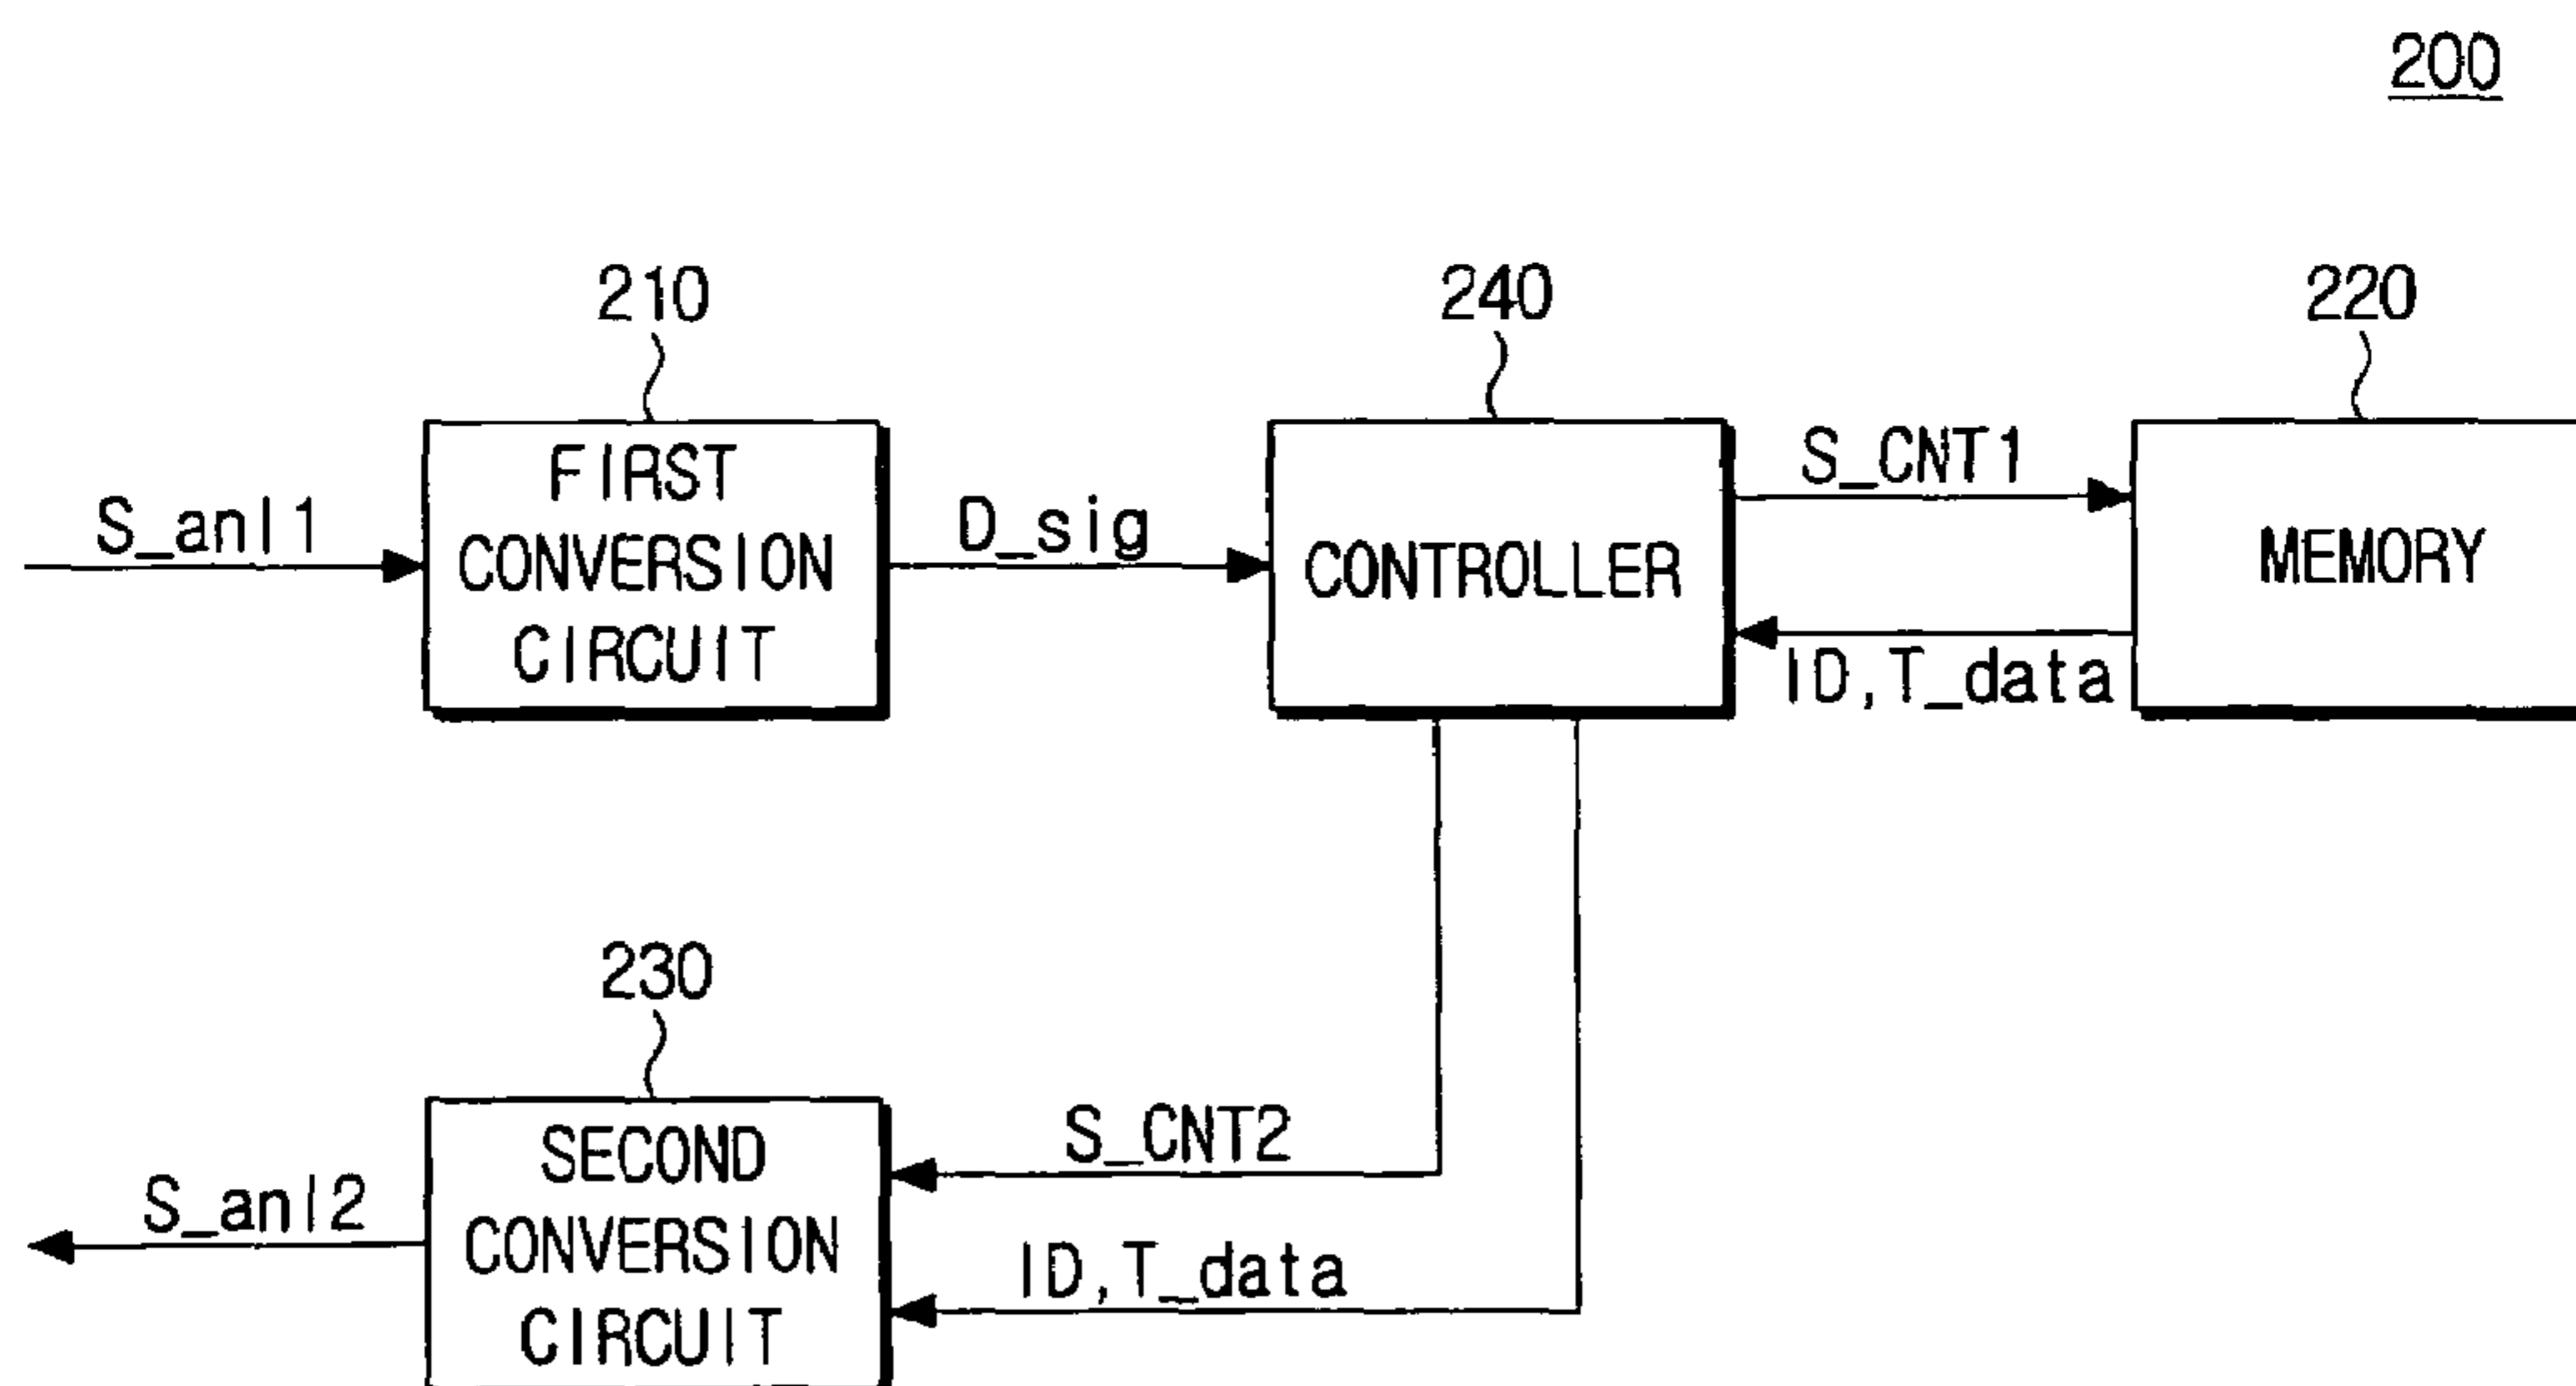 200
210
240
220
FIRST
CONVERSION
CIRCUIT
S_anl1
D_sig
CONTROLLER
S_CNT1
ID,T_data
MEMORY
230
SECOND
CONVERSION
CIRCUIT
S_anl2
S_CNT2
ID,T_data